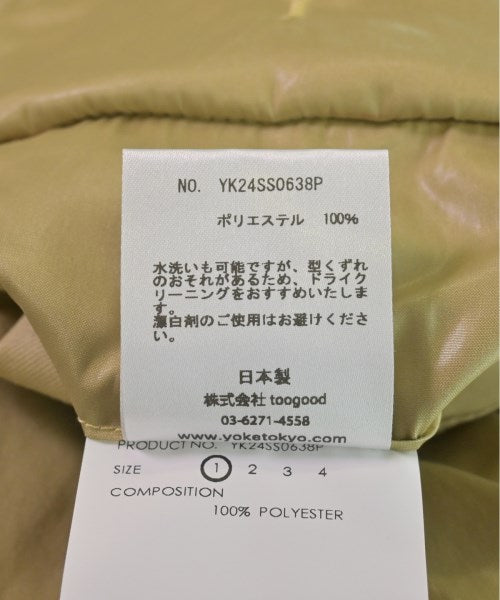 NO. YK24SS0638P
ポリエステル 100%
水洗いも可能ですが、型くずれ
のおそれがあるため、ドライク
リーニングをおすすめいたしま
す。
漂白剤のご使用はお避けくださ
い。
日本製
株式会社 toogood
03-6271-4558
www.yoketokyo.com
PRODUCT NO. YK24SS0638P
SIZE 1 2 3 4
COMPOSITION
100% POLYESTER